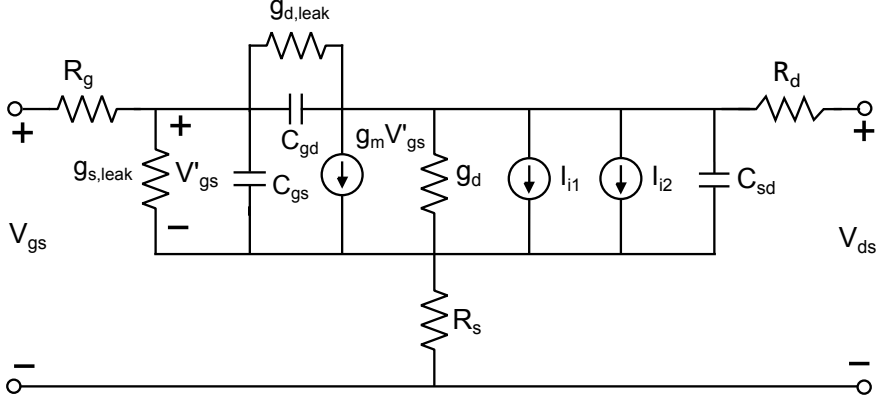 g_d,leak
R_g
R_d
+
+
C_gd
g_mV'_gs
+
g_s,leak
V'_gs
C_gs
g_d
I_i1
I_i2
C_sd
−
V_gs
V_ds
R_s
−
−